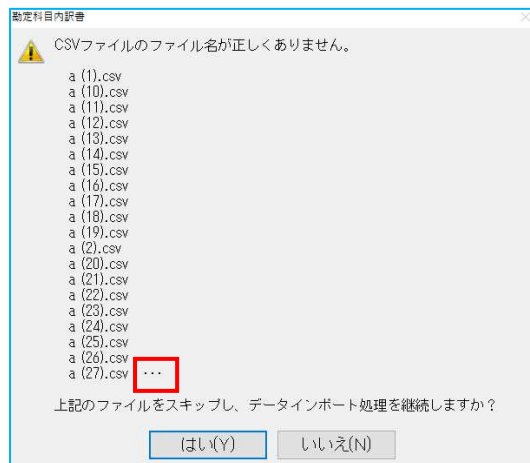 勘定科目内訳書
CSVファイルのファイル名が正しくありません。
a (1).csv
a (10).csv
a (11).csv
a (12).csv
a (13).csv
a (14).csv
a (15).csv
a (16).csv
a (17).csv
a (18).csv
a (19).csv
a (2).csv
a (20).csv
a (21).csv
a (22).csv
a (23).csv
a (24).csv
a (25).csv
a (26).csv
a (27).csv ・・・
上記のファイルをスキップし、データインポート処理を継続しますか？
はい(Y) いいえ(N)